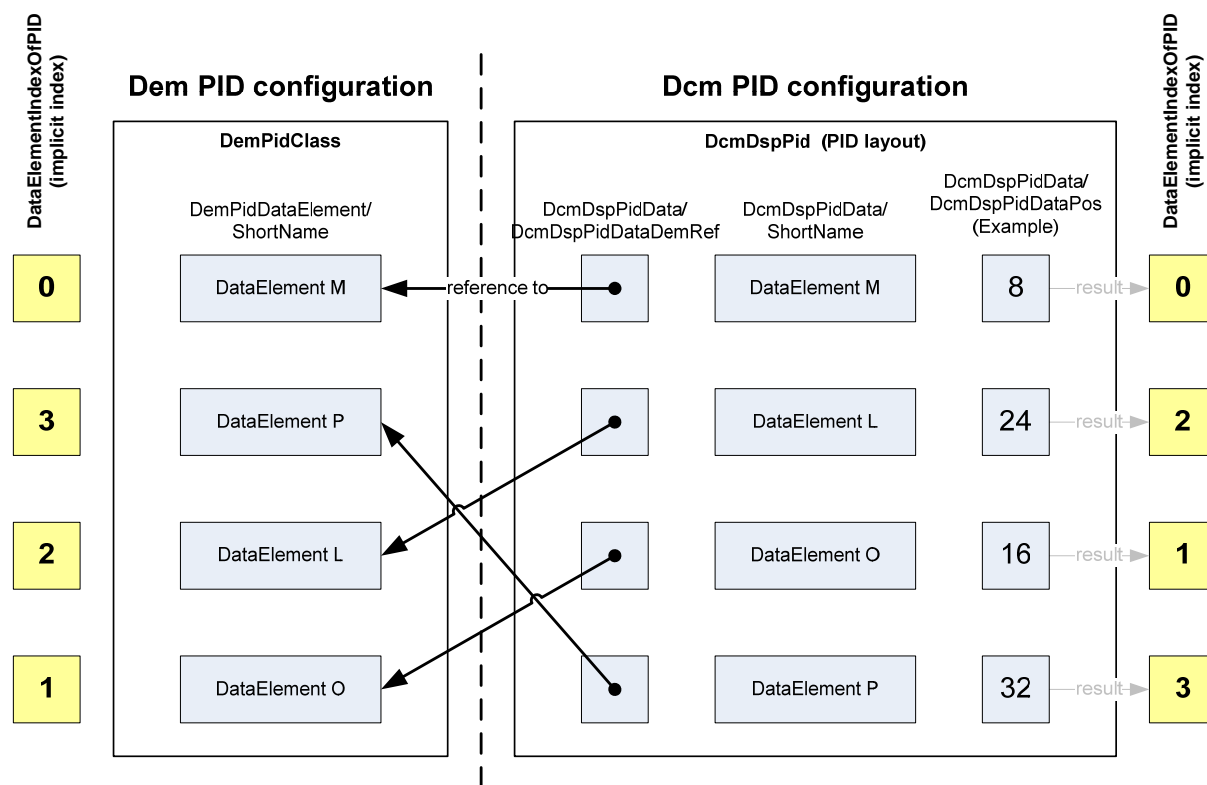 DataElementIndexOfPID
(implicit index)
Dem PID configuration
Dcm PID configuration
DataElementIndexOfPID
(implicit index)
DemPidClass
DcmDspPid (PID layout)
DemPidDataElement/
ShortName
DcmDspPidData/
DcmDspPidDataDemRef
DcmDspPidData/
ShortName
DcmDspPidData/
DcmDspPidDataPos
(Example)
0
DataElement M
reference to
DataElement M
8
result
0
3
DataElement P
DataElement L
24
result
2
2
DataElement L
DataElement O
16
result
1
1
DataElement O
DataElement P
32
result
3